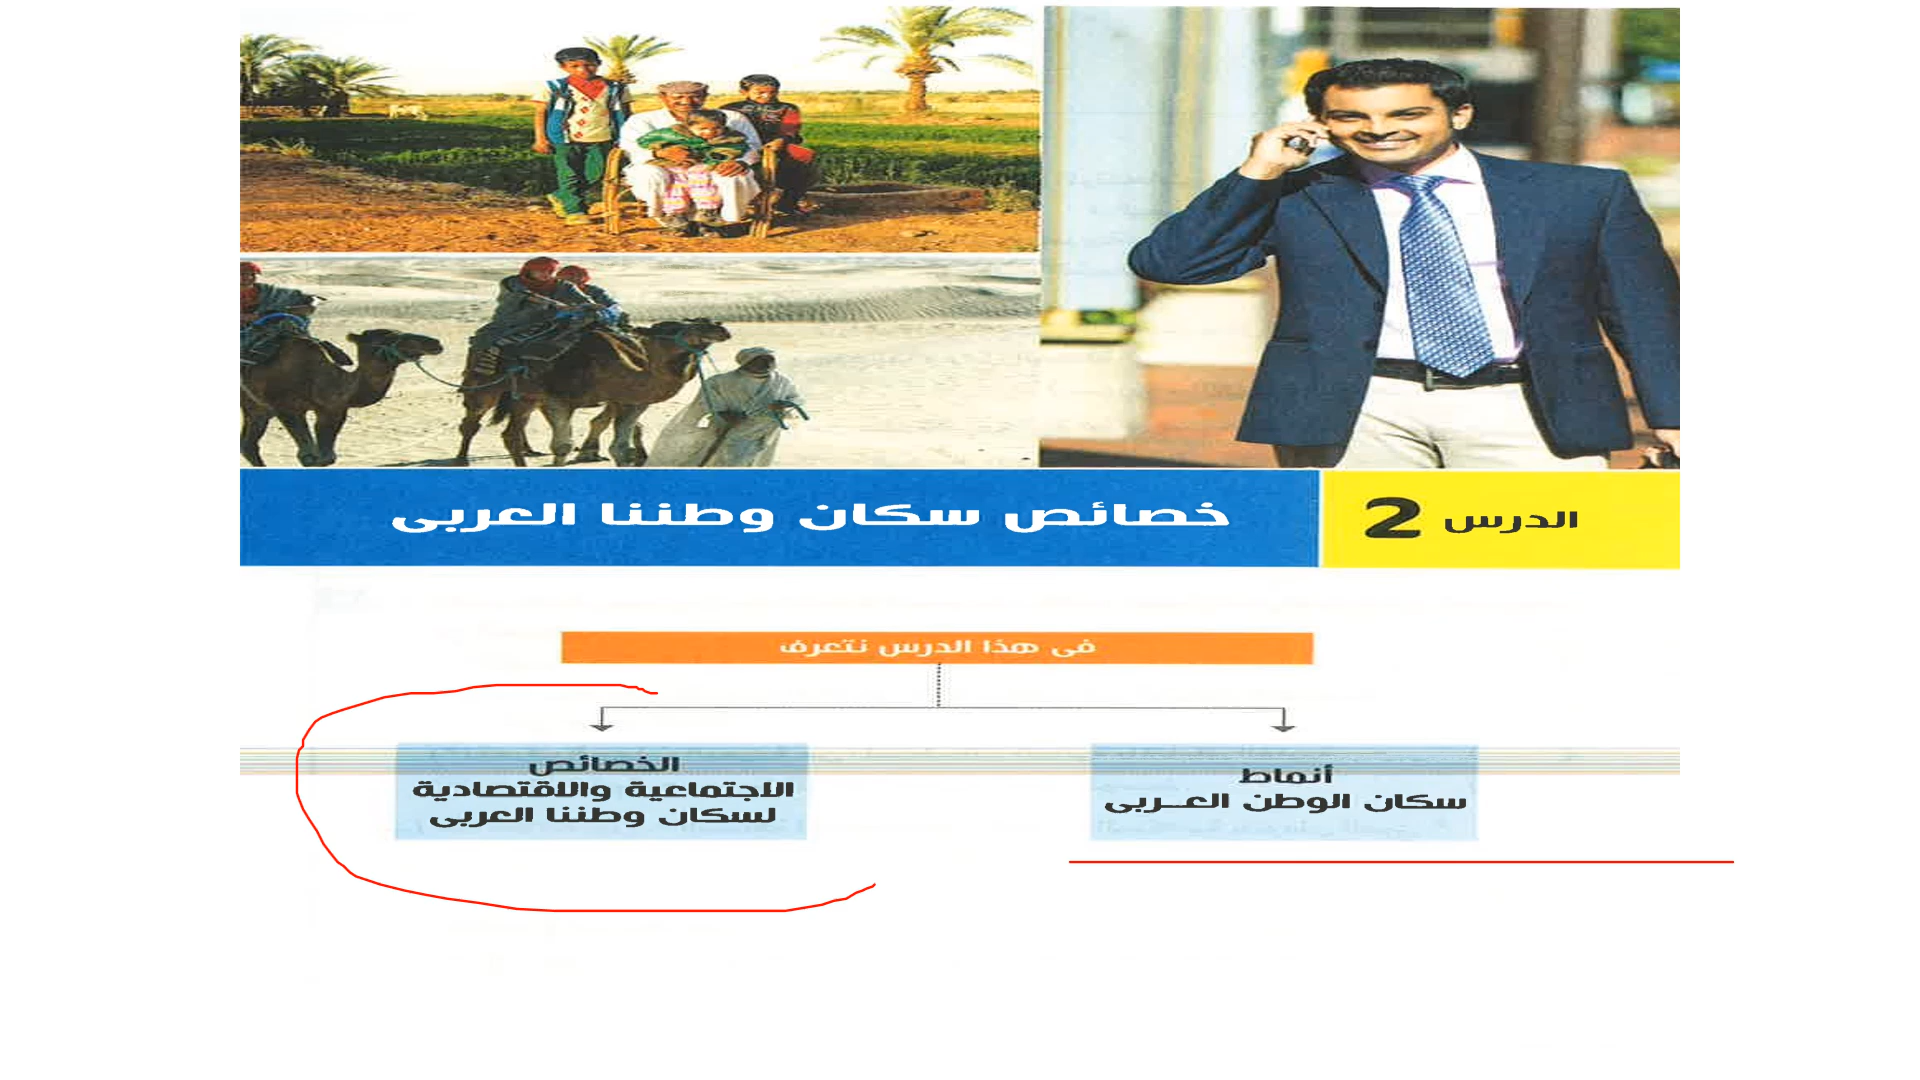 الدرس 2
خصائص سكان وطننا العربى
فى هذا الدرس نتعرف
أنماط
سكان الوطن العـربى
الخصائص
الاجتماعية والاقتصادية
لسكان وطننا العربى